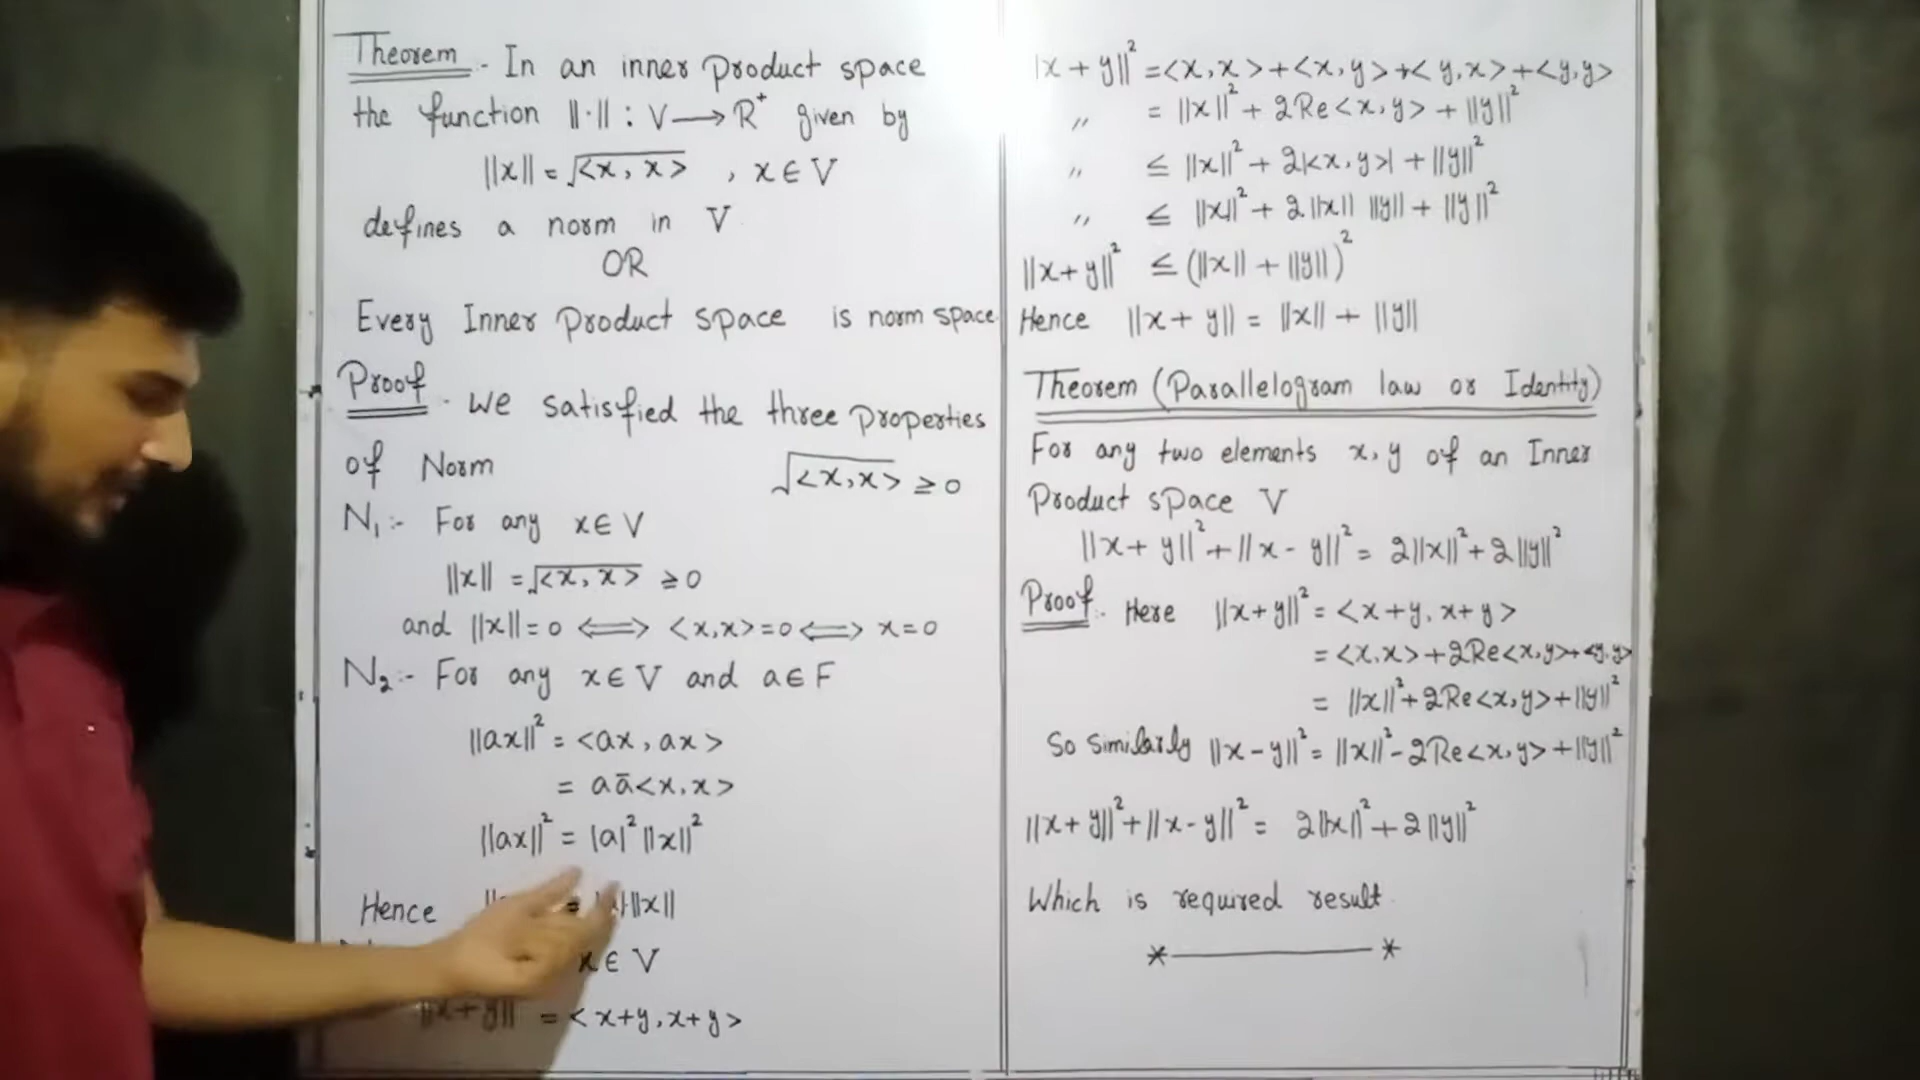 Theorem :- In an inner product space
the function ||·|| : V ⟶ R⁺ given by
||x|| = √<x, x> , x ∈ V
defines a norm in V
OR
Every Inner Product space is norm space
Proof :- We satisfied the three Properties
of Norm √<x,x> ≥ 0
N₁:- For any x ∈ V
||x|| = √<x, x> ≥ 0
and ||x|| = 0 ⟺ <x,x> = 0 ⟺ x = 0
N₂:- For any x ∈ V and a ∈ F
||ax||² = <ax, ax>
= aā<x,x>
||ax||² = |a|² ||x||²
Hence = ||x||
x ∈ V
||x+y|| = <x+y, x+y>
|x + y||² = <x,x> + <x,y> + <y,x> + <y,y>
〃 = ||x||² + 2Re<x,y> + ||y||²
〃 ≤ ||x||² + 2|<x,y>| + ||y||²
〃 ≤ ||x||² + 2||x|| ||y|| + ||y||²
||x+y||² ≤ (||x|| + ||y||)²
Hence ||x + y|| = ||x|| + ||y||
Theorem (Parallelogram law or Identity)
For any two elements x, y of an Inner
Product space V
||x + y||² + ||x - y||² = 2||x||² + 2||y||²
Proof :- Here ||x+y||² = <x+y, x+y>
= <x,x> + 2Re<x,y> + <y,y>
= ||x||² + 2Re<x,y> + ||y||²
So Similarly ||x-y||² = ||x||² - 2Re<x,y> + ||y||²
||x+y||² + ||x-y||² = 2||x||² + 2||y||²
Which is required result
*————*